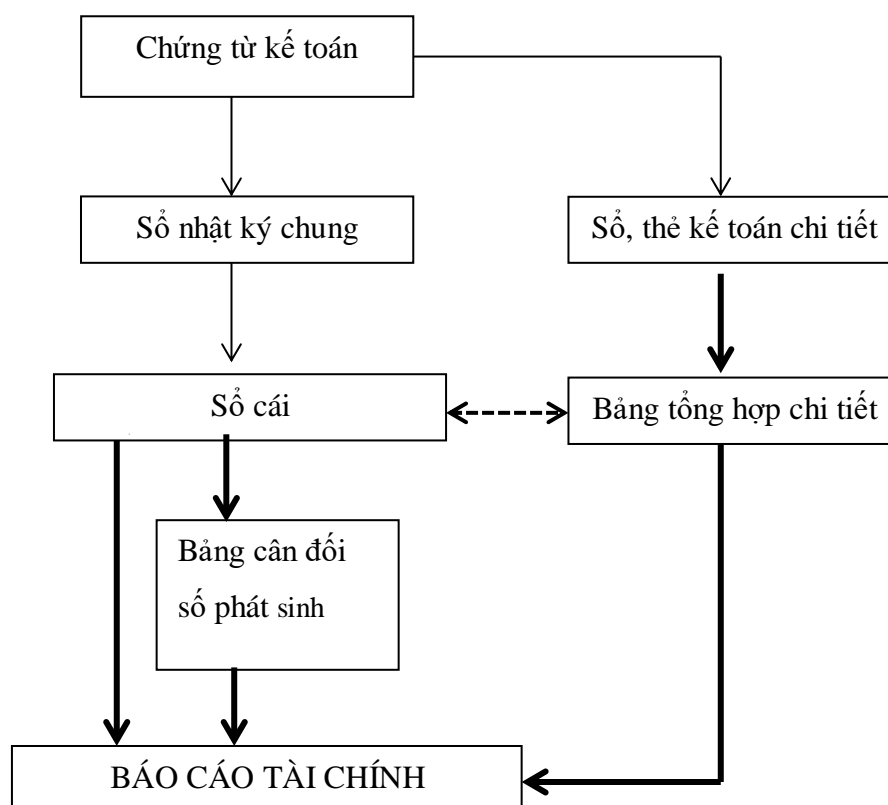 Chứng từ kế toán
Sổ nhật ký chung
Sổ, thẻ kế toán chi tiết
Sổ cái
Bảng tổng hợp chi tiết
Bảng cân đối
số phát sinh
BÁO CÁO TÀI CHÍNH